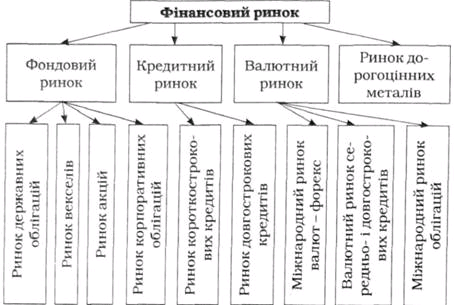 Фінансовий ринок
Фондовий
ринок
Кредитний
ринок
Валютний
ринок
Ринок до-
рогоцінних
металів
Ринок державних
облігацій
Ринок векселів
Ринок акцій
Ринок корпоративних
облігацій
Ринок короткостроко-
вих кредитів
Ринок довгострокових
кредитів
Міжнародний ринок
валют – форекс
Валютний ринок се-
редньо- і довгостроко-
вих кредитів
Міжнародний ринок
облігацій